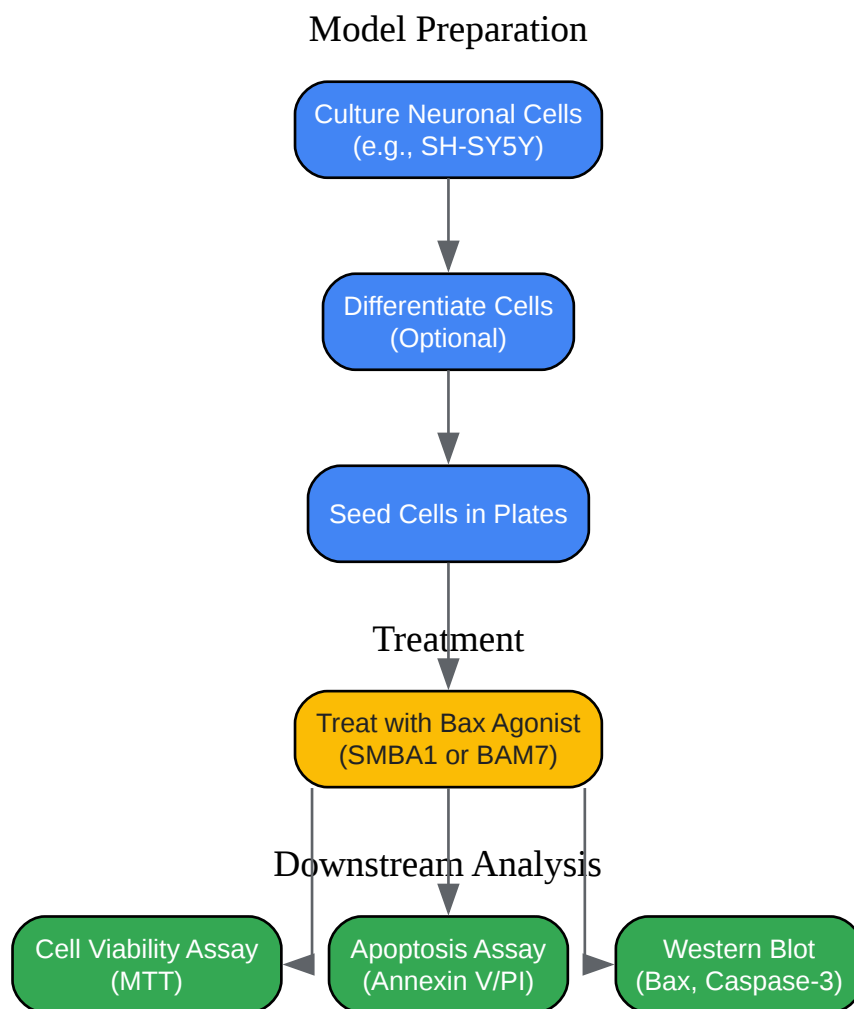 Model Preparation
Culture Neuronal Cells
(e.g., SH-SY5Y)
Differentiate Cells
(Optional)
Seed Cells in Plates
Treatment
Treat with Bax Agonist
(SMBA1 or BAM7)
Downstream Analysis
Cell Viability Assay
(MTT)
Apoptosis Assay
(Annexin V/PI)
Western Blot
(Bax, Caspase-3)